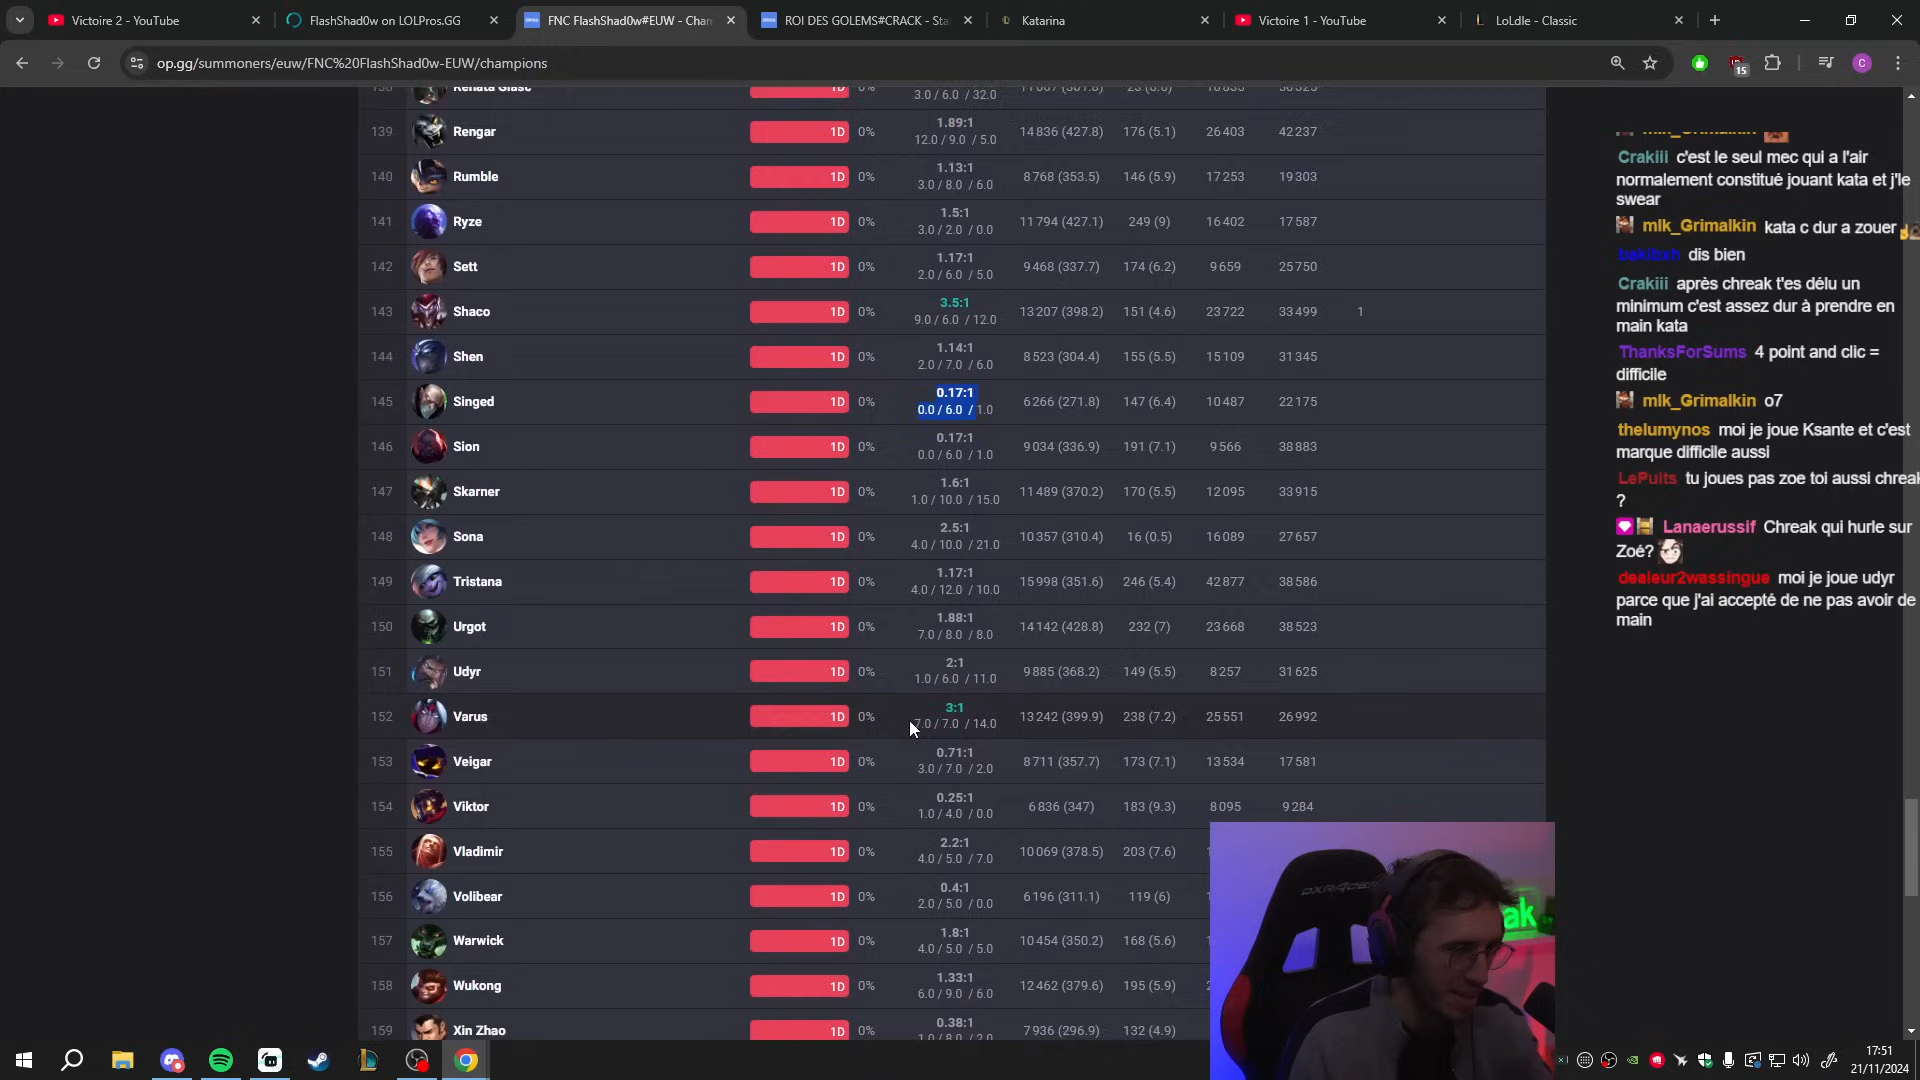 Victoire 2 - YouTube
FlashShad0w on LOLPros.GG
FNC FlashShad0w#EUW - Cham
ROI DES GOLEMS#CRACK - Sta
Katarina
Victoire 1 - YouTube
LoLdle - Classic
op.gg/summoners/euw/FNC%20FlashShad0w-EUW/champions
15
C
138 Renata Glasc 1D 0% 3.0 / 6.0 / 32.0
139 Rengar 1D 0% 1.89:1 12.0 / 9.0 / 5.0 14 836 (427.8) 176 (5.1) 26 403 42 237
140 Rumble 1D 0% 1.13:1 3.0 / 8.0 / 6.0 8 768 (353.5) 146 (5.9) 17 253 19 303
141 Ryze 1D 0% 1.5:1 3.0 / 2.0 / 0.0 11 794 (427.1) 249 (9) 16 402 17 587
142 Sett 1D 0% 1.17:1 2.0 / 6.0 / 5.0 9 468 (337.7) 174 (6.2) 9 659 25 750
143 Shaco 1D 0% 3.5:1 9.0 / 6.0 / 12.0 13 207 (398.2) 151 (4.6) 23 722 33 499 1
144 Shen 1D 0% 1.14:1 2.0 / 7.0 / 6.0 8 523 (304.4) 155 (5.5) 15 109 31 345
145 Singed 1D 0% 0.17:1 0.0 / 6.0 / 1.0 6 266 (271.8) 147 (6.4) 10 487 22 175
146 Sion 1D 0% 0.17:1 0.0 / 6.0 / 1.0 9 034 (336.9) 191 (7.1) 9 566 38 883
147 Skarner 1D 0% 1.6:1 1.0 / 10.0 / 15.0 11 489 (370.2) 170 (5.5) 12 095 33 915
148 Sona 1D 0% 2.5:1 4.0 / 10.0 / 21.0 10 357 (310.4) 16 (0.5) 16 089 27 657
149 Tristana 1D 0% 1.17:1 4.0 / 12.0 / 10.0 15 998 (351.6) 246 (5.4) 42 877 38 586
150 Urgot 1D 0% 1.88:1 7.0 / 8.0 / 8.0 14 142 (428.8) 232 (7) 23 668 38 523
151 Udyr 1D 0% 2:1 1.0 / 6.0 / 11.0 9 885 (368.2) 149 (5.5) 8 257 31 625
152 Varus 1D 0% 3:1 7.0 / 7.0 / 14.0 13 242 (399.9) 238 (7.2) 25 551 26 992
153 Veigar 1D 0% 0.71:1 3.0 / 7.0 / 2.0 8 711 (357.7) 173 (7.1) 13 534 17 581
154 Viktor 1D 0% 0.25:1 1.0 / 4.0 / 0.0 6 836 (347) 183 (9.3) 8 095 9 284
155 Vladimir 1D 0% 2.2:1 4.0 / 5.0 / 7.0 10 069 (378.5) 203 (7.6)
156 Volibear 1D 0% 0.4:1 2.0 / 5.0 / 0.0 6 196 (311.1) 119 (6)
157 Warwick 1D 0% 1.8:1 4.0 / 5.0 / 5.0 10 454 (350.2) 168 (5.6)
158 Wukong 1D 0% 1.33:1 6.0 / 9.0 / 6.0 12 462 (379.6) 195 (5.9)
159 Xin Zhao 1D 0% 0.38:1 1.0 / 8.0 / 2.0 7 936 (296.9) 132 (4.9)
mlk_Grimalkin
Crakiii c'est le seul mec qui a l'air
normalement constitué jouant kata et j'le
swear
mlk_Grimalkin kata c dur a zouer
bakibxh dis bien
Crakiii après chreak t'es délu un
minimum c'est assez dur à prendre en
main kata
ThanksForSums 4 point and clic =
difficile
mlk_Grimalkin o7
thelumynos moi je joue Ksante et c'est
marque difficile aussi
LePuits tu joues pas zoe toi aussi chreak
?
Lanaerussif Chreak qui hurle sur
Zoé?
dealeur2wassingue moi je joue udyr
parce que j'ai accepté de ne pas avoir de
main
DXRACER
ak
17:51
21/11/2024